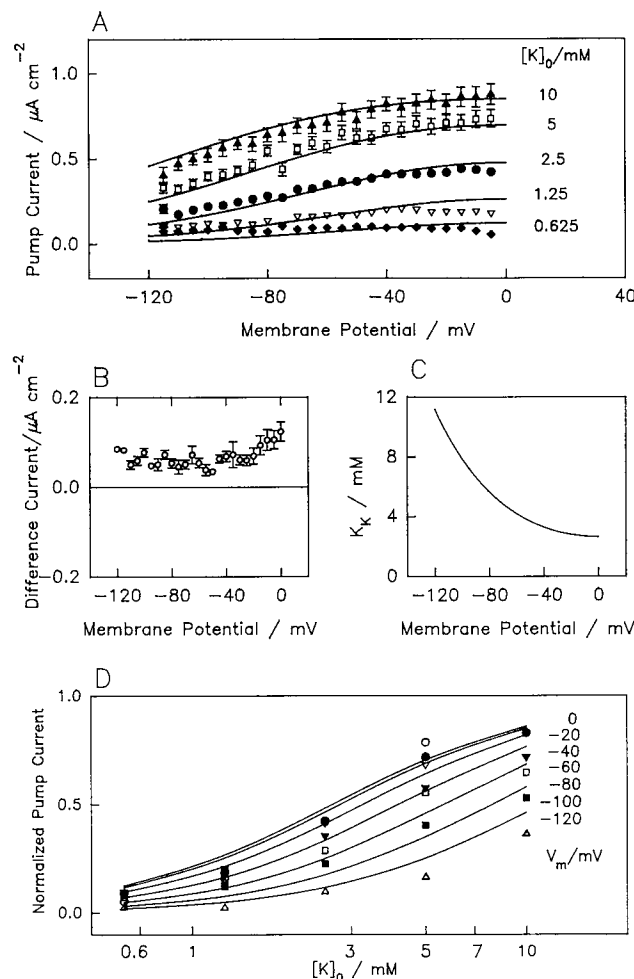 A
[K]₀/mM
10
5
2.5
1.25
0.625
1.0
0.5
0.0
Pump Current / μA cm⁻²
−120 −80 −40 0 40
Membrane Potential / mV
B
0.2
0.0
−0.2
Difference Current/μA cm⁻²
−120 −80 −40 0
Membrane Potential / mV
C
12
8
4
0
K_K / mM
−120 −80 −40 0
Membrane Potential / mV
D
1.0
0.5
0.0
Normalized Pump Current
0
−20
−40
−60
−80
−100
−120
Vₘ/mV
0.6 1 3 5 7 10
[K]₀ / mM